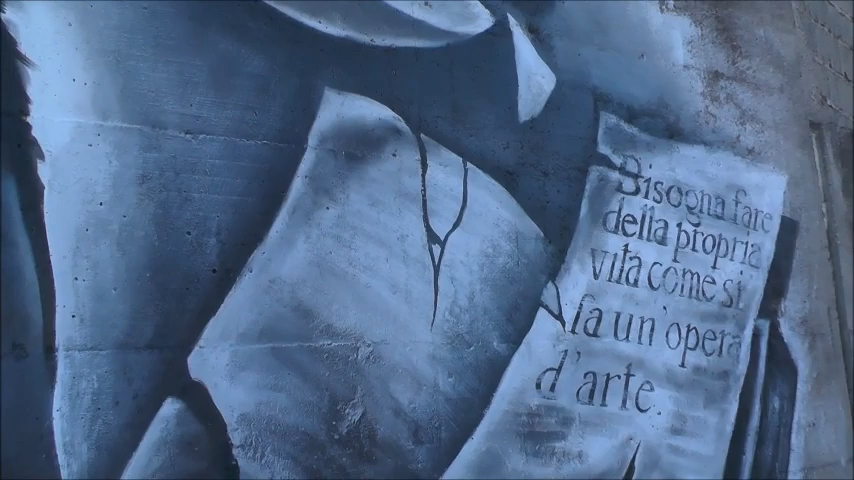 Bisogna fare
della propria
vita come si
fa un'opera
d'arte.